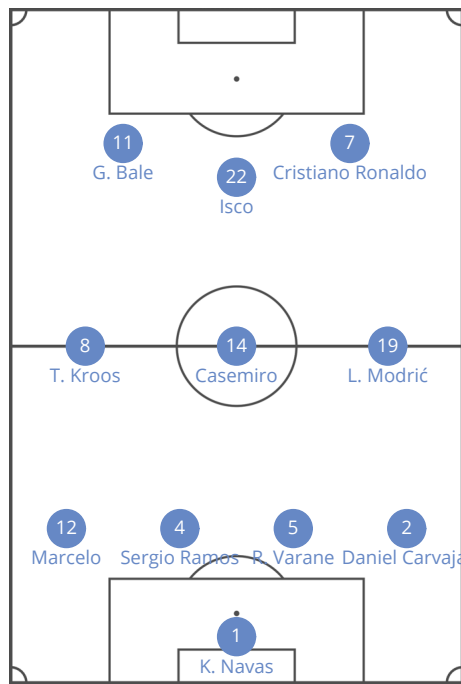 11
G. Bale
7
Cristiano Ronaldo
22
Isco
8
T. Kroos
14
Casemiro
19
L. Modrić
12
Marcelo
4
Sergio Ramos
5
R. Varane
2
Daniel Carvaja
1
K. Navas